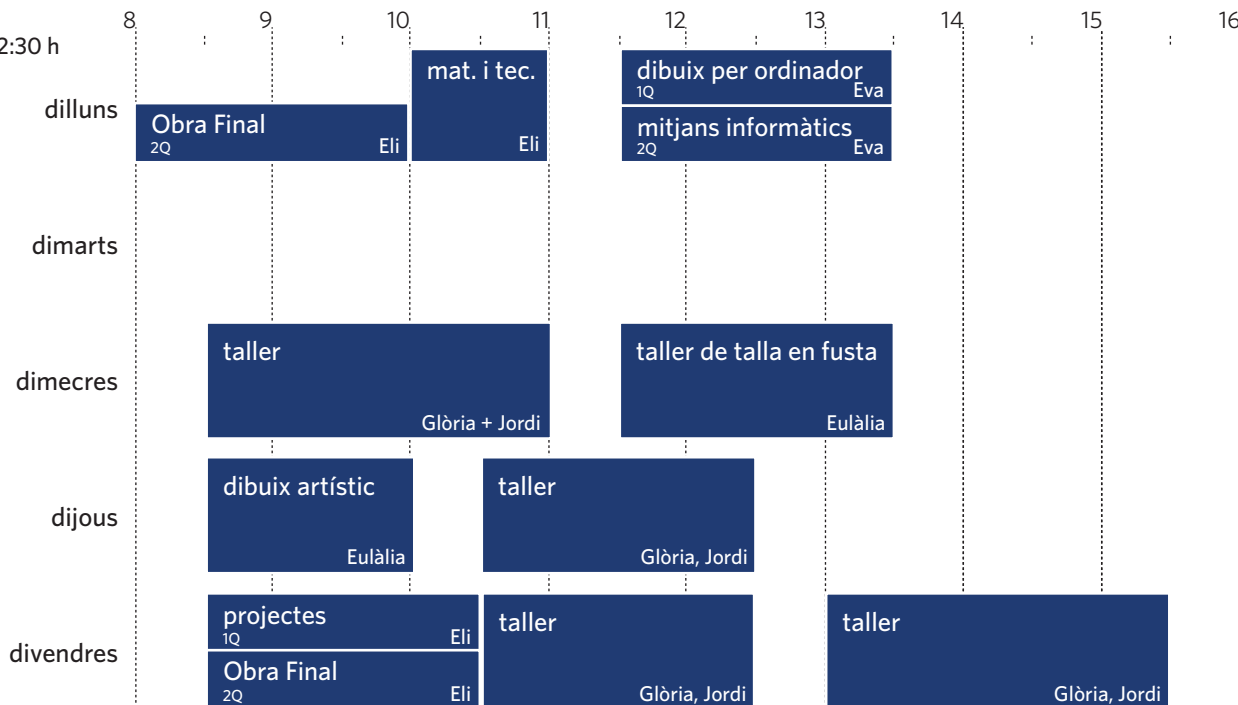 8 9 10 11 12 13 14 15 16
2:30 h
dilluns
mat. i tec.
Eli
Obra Final
2Q Eli
dibuix per ordinador
1Q Eva
mitjans informàtics
2Q Eva
dimarts
dimecres
taller
Glòria + Jordi
taller de talla en fusta
Eulàlia
dijous
dibuix artístic
Eulàlia
taller
Glòria, Jordi
divendres
projectes
1Q Eli
Obra Final
2Q Eli
taller
Glòria, Jordi
taller
Glòria, Jordi